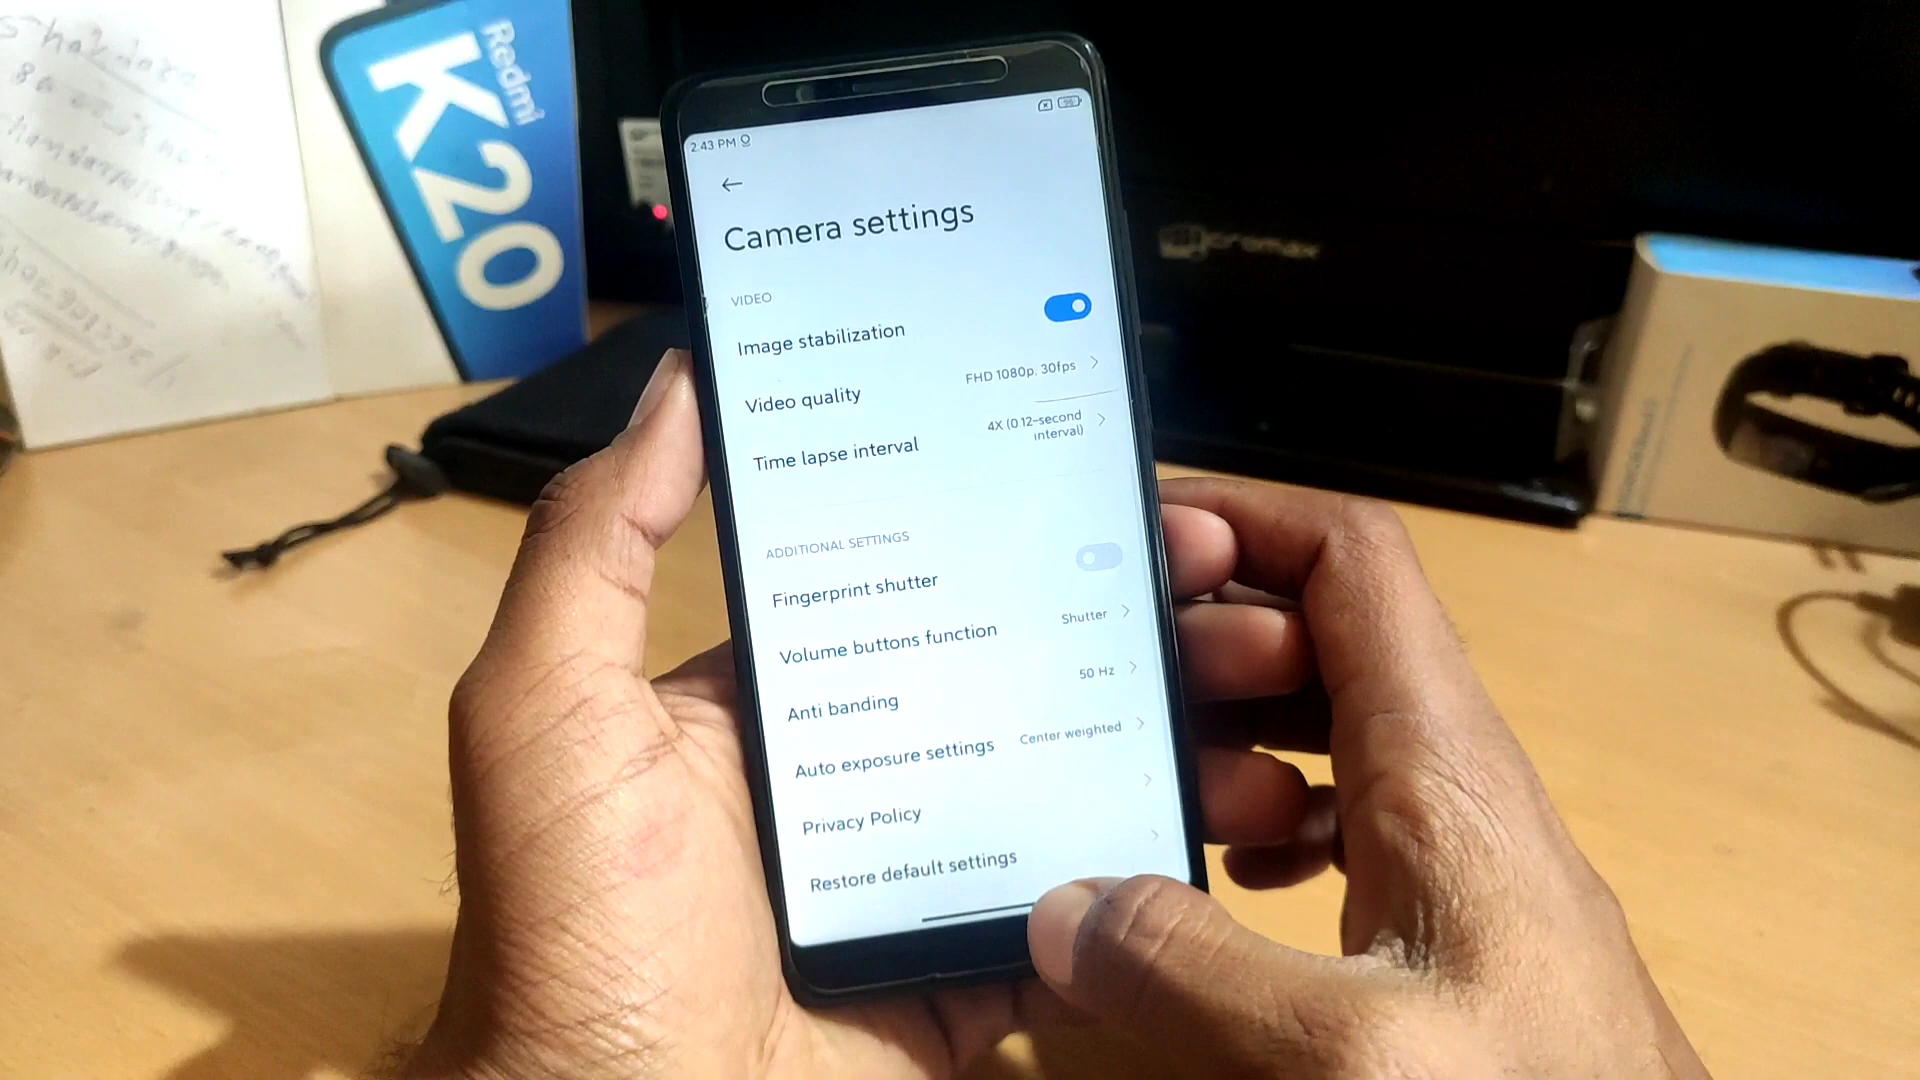 Redmi
K20
2:43 PM
Camera settings
VIDEO
Image stabilization
Video quality
FHD 1080p, 30fps
Time lapse interval
4X (0.12-second
interval)
ADDITIONAL SETTINGS
Fingerprint shutter
Volume buttons function
Shutter
Anti banding
50 Hz
Auto exposure settings
Center weighted
Privacy Policy
Restore default settings
micromax